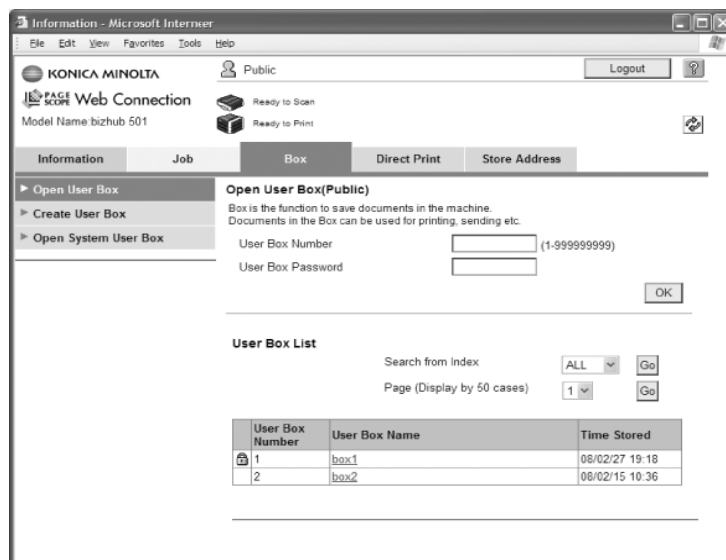 Information - Microsoft Interneer
File Edit View Favorites Tools Help
KONICA MINOLTA
Public
Logout
?
PAGE SCOPE Web Connection
Ready to Scan
Model Name:bizhub 501
Ready to Print
Information Job Box Direct Print Store Address
Open User Box
Create User Box
Open System User Box
Open User Box(Public)
Box is the function to save documents in the machine.
Documents in the Box can be used for printing, sending etc.
User Box Number (1-999999999)
User Box Password
OK
User Box List
Search from Index ALL Go
Page (Display by 50 cases) 1 Go
User Box Number User Box Name Time Stored
1 box1 08/02/27 19:18
2 box2 08/02/15 10:36